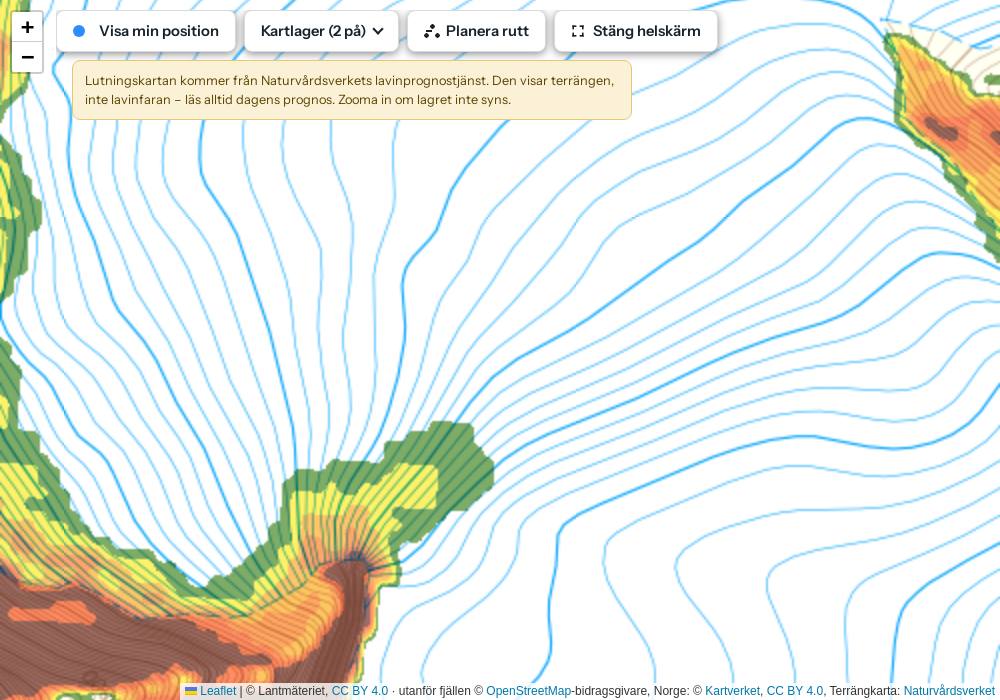 +
Visa min position
Kartlager (2 på)
Planera rutt
Stäng helskärm
−
Lutningskartan kommer från Naturvårdsverkets lavinprognostjänst. Den visar terrängen,
inte lavinfaran – läs alltid dagens prognos. Zooma in om lagret inte syns.
Leaflet | © Lantmäteriet, CC BY 4.0 · utanför fjällen © OpenStreetMap-bidragsgivare, Norge: © Kartverket, CC BY 4.0, Terrängkarta: Naturvårdsverket